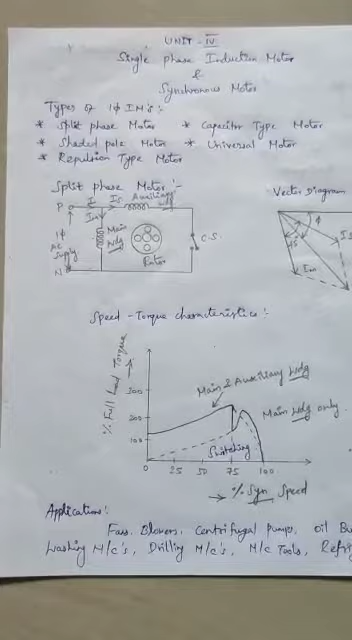 UNIT - IV
Single phase Induction Motor
&
Synchronous Motor
Types of 1ϕ IM's :-
* Split phase Motor * Capacitor Type Motor
* Shaded pole Motor * Universal Motor
* Repulsion Type Motor
Split phase Motor :-
Vector Diagram
P I Is Auxiliary wdg
Im
1ϕ AC Supply
Main wdg
Rotor
C.S.
N
ϕ
Is
Im
Speed - Torque characteristics :-
% Full Load Torque
300
200
100
Main & Auxiliary wdg
Main wdg only
Switching
0 25 50 75 100
→ % Syn. Speed
Applications:
Fans, Blowers, Centrifugal pumps, Oil
Washing M/c's, Drilling M/c's, M/c Tools,